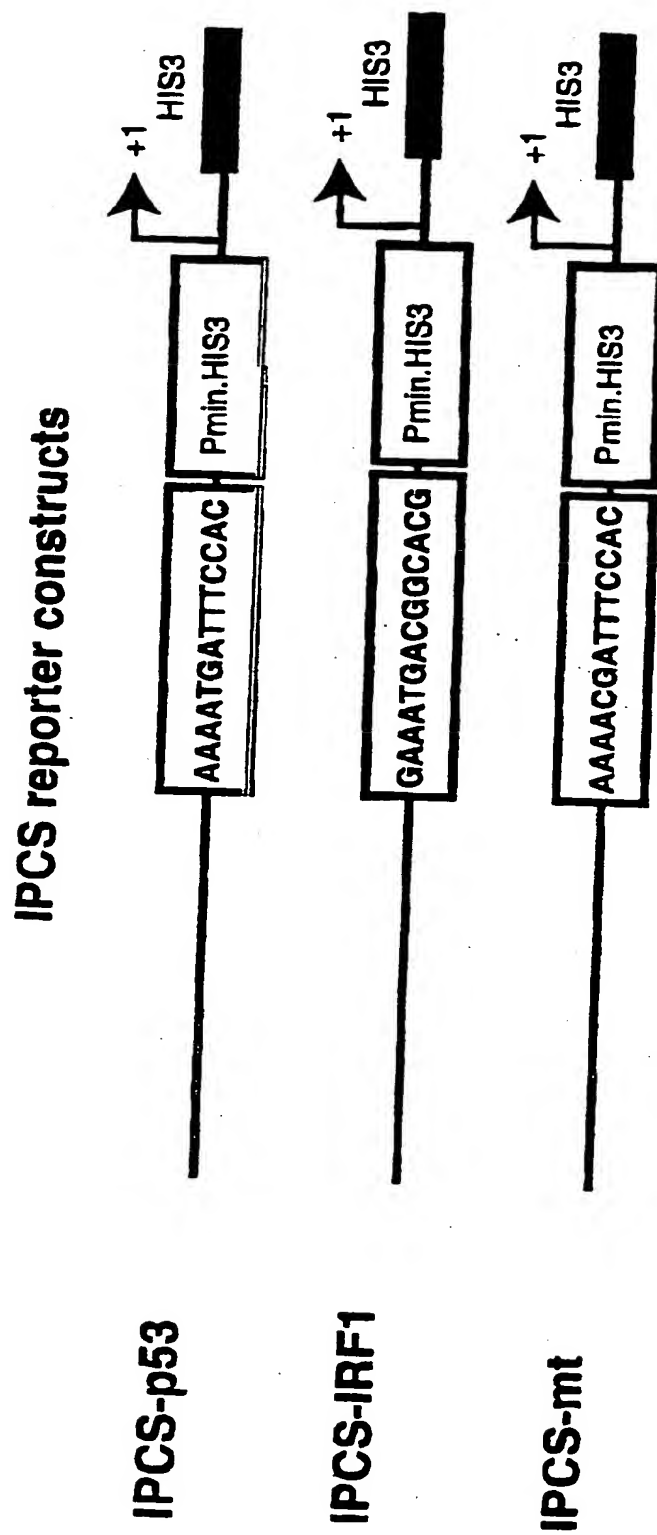 IPCS reporter constructs
IPCS-p53
AAAATGATTTCCAC
Pmin.HIS3
+1
HIS3
IPCS-IRF1
GAAATGACGGCACG
Pmin.HIS3
+1
HIS3
IPCS-mt
AAAACGATTTCCAC
Pmin.HIS3
+1
HIS3